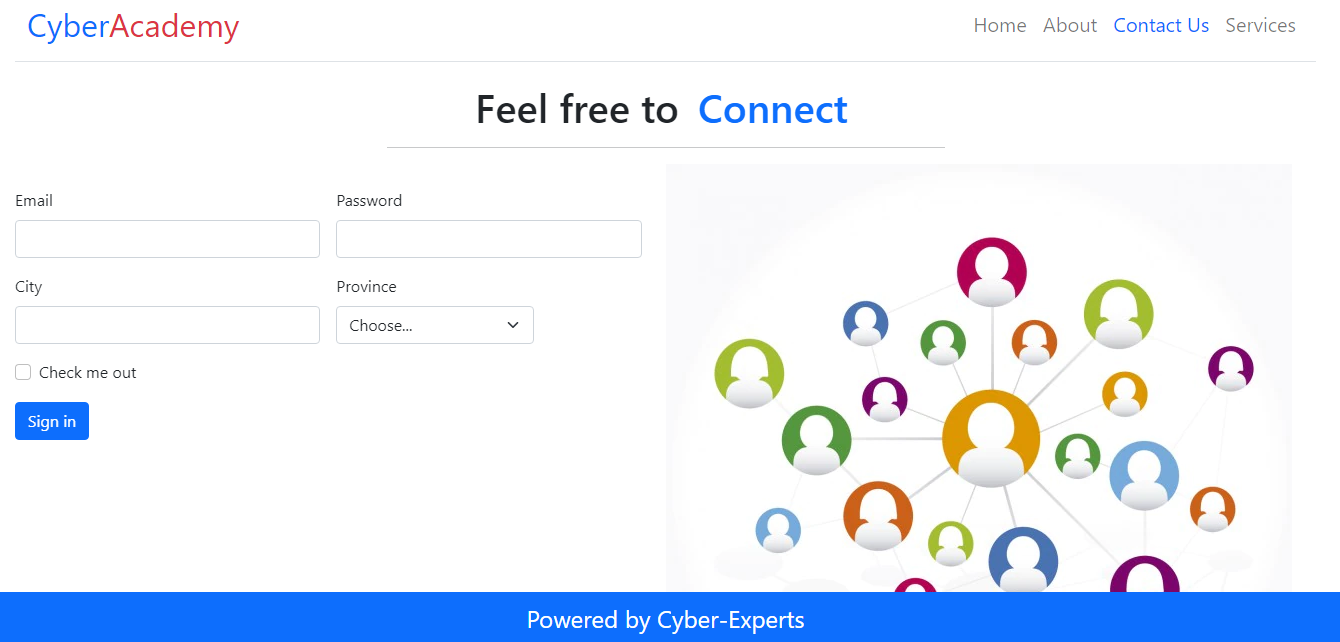 CyberAcademy
Home About Contact Us Services
Feel free to Connect
Email Password
City Province
Choose...
Check me out
Sign in
Powered by Cyber-Experts